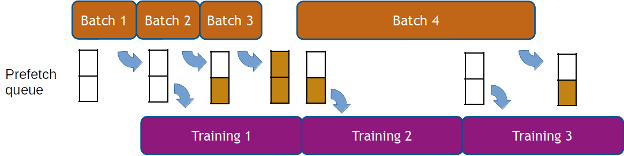 Batch 1
Batch 2
Batch 3
Batch 4
Prefetch
queue
Training 1
Training 2
Training 3